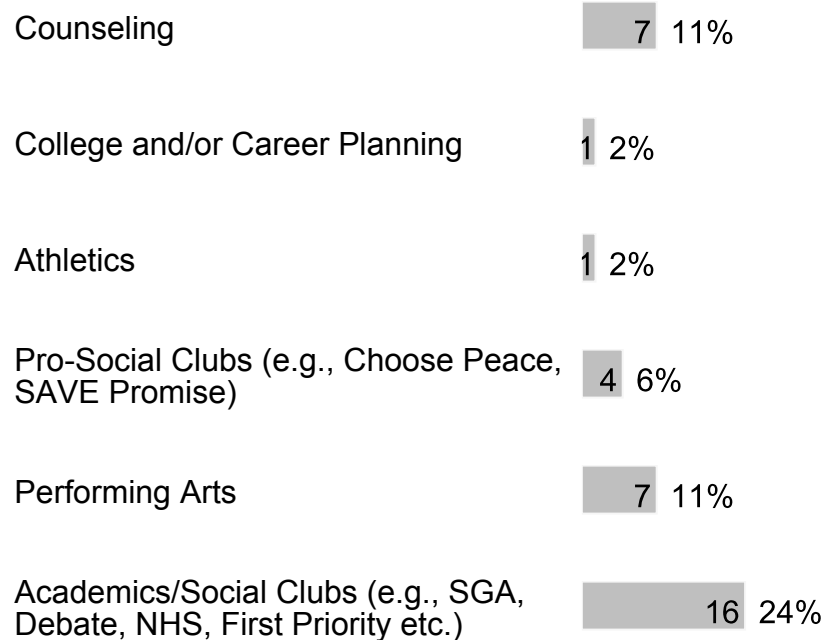 Counseling 7 11%
College and/or Career Planning 1 2%
Athletics 1 2%
Pro-Social Clubs (e.g., Choose Peace,
SAVE Promise) 4 6%
Performing Arts 7 11%
Academics/Social Clubs (e.g., SGA,
Debate, NHS, First Priority etc.) 16 24%